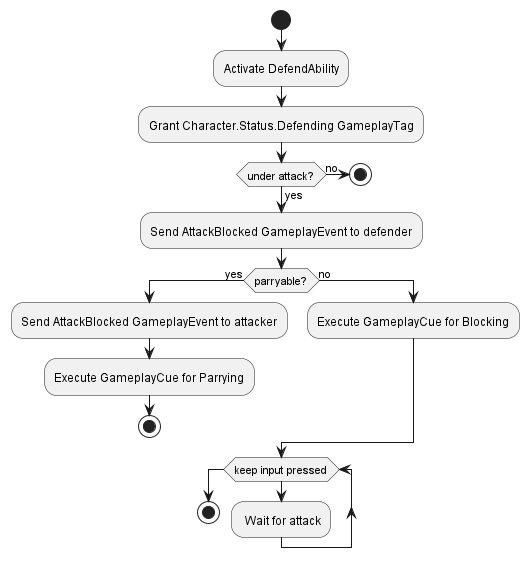 Activate DefendAbility
Grant Character.Status.Defending GameplayTag
under attack?
no
yes
Send AttackBlocked GameplayEvent to defender
yes
parryable?
no
Send AttackBlocked GameplayEvent to attacker
Execute GameplayCue for Blocking
Execute GameplayCue for Parrying
keep input pressed
Wait for attack